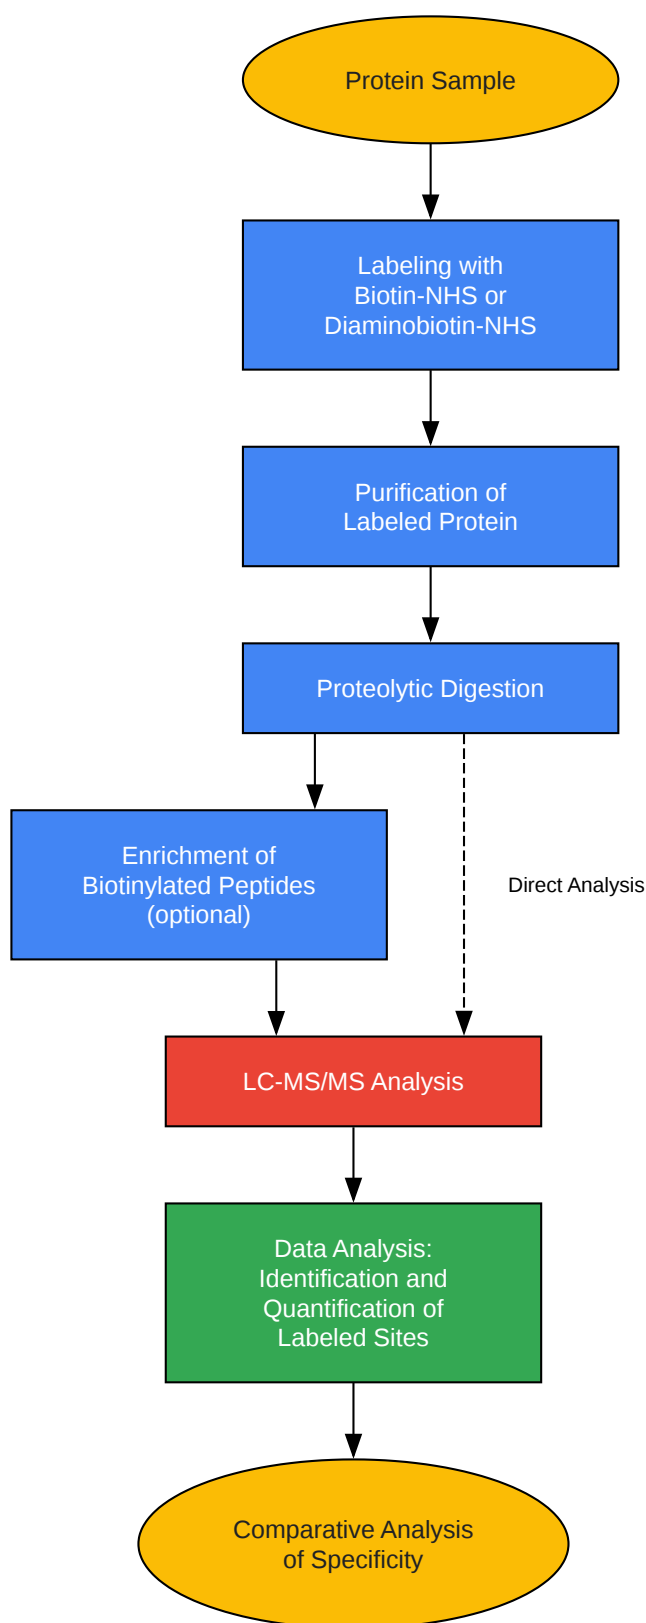 Protein Sample
Labeling with
Biotin-NHS or
Diaminobiotin-NHS
Purification of
Labeled Protein
Proteolytic Digestion
Enrichment of
Biotinylated Peptides
(optional)
Direct Analysis
LC-MS/MS Analysis
Data Analysis:
Identification and
Quantification of
Labeled Sites
Comparative Analysis
of Specificity